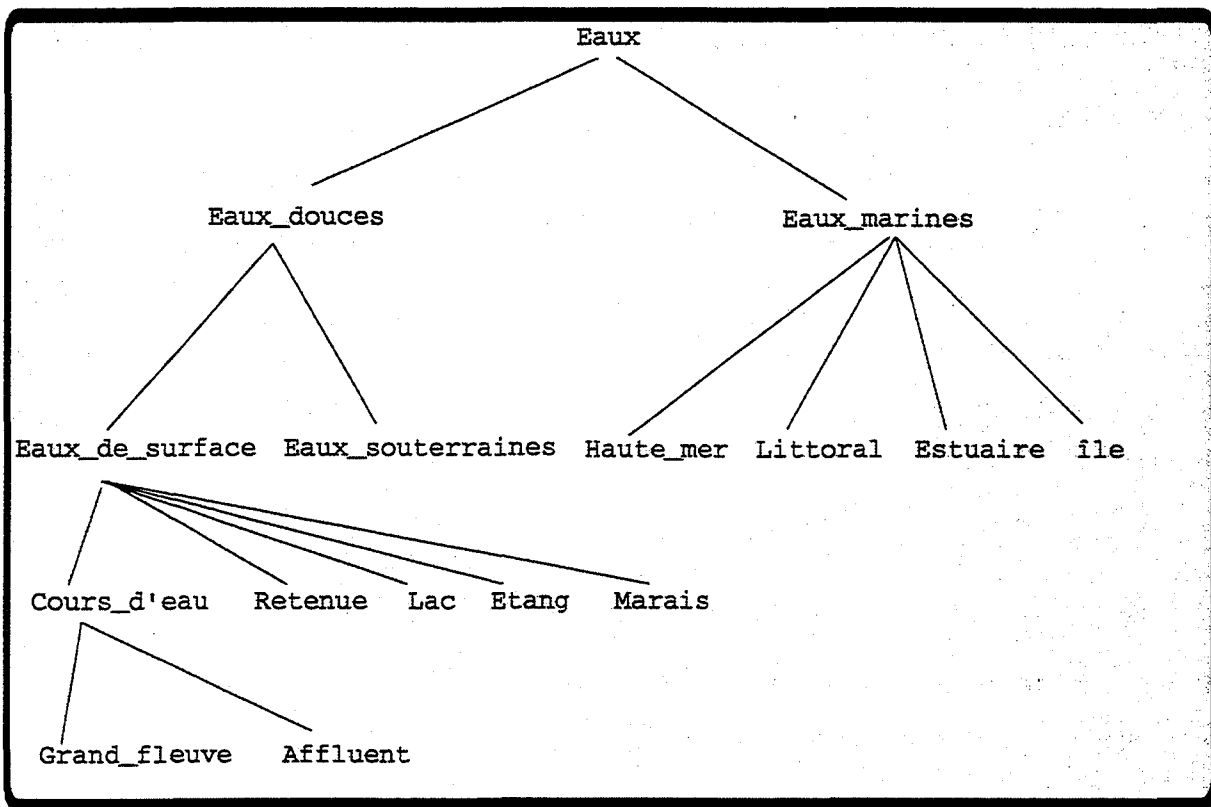 Eaux
Eaux_douces Eaux_marines
Eaux_de_surface Eaux_souterraines Haute_mer Littoral Estuaire île
Cours_d'eau Retenue Lac Etang Marais
Grand_fleuve Affluent